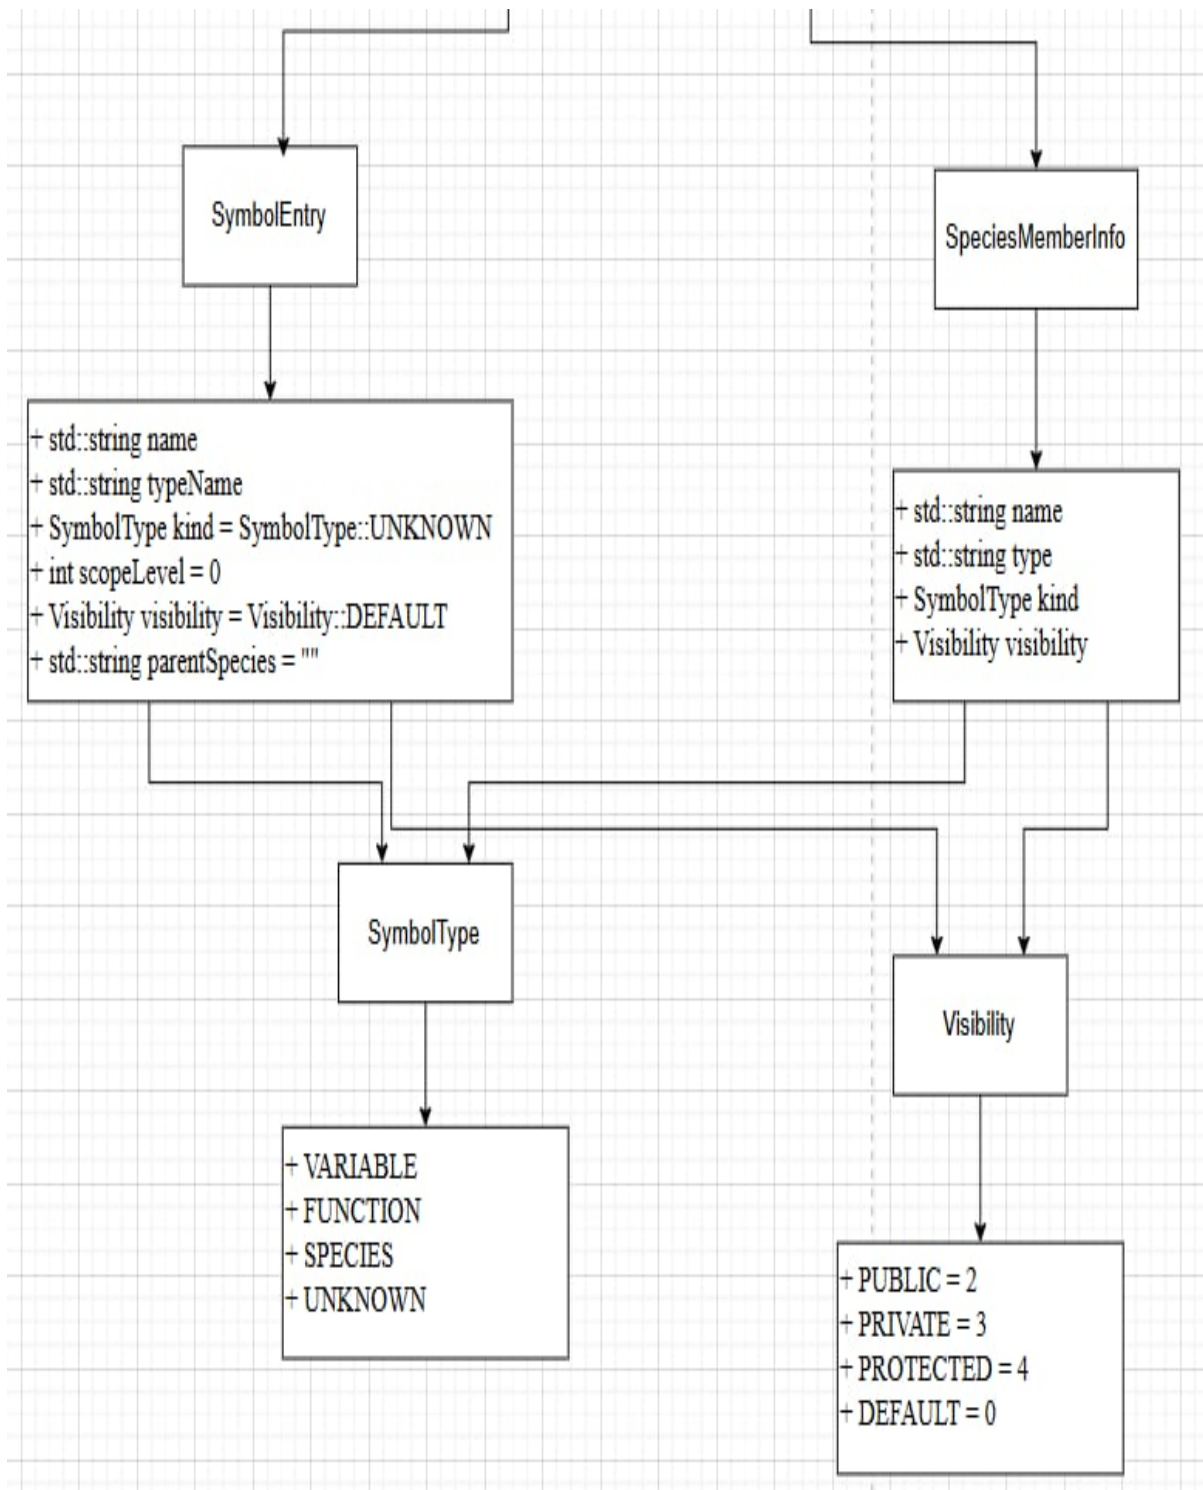 SymbolEntry
SpeciesMemberInfo
+ std::string name
+ std::string typeName
+ SymbolType kind = SymbolType::UNKNOWN
+ int scopeLevel = 0
+ Visibility visibility = Visibility::DEFAULT
+ std::string parentSpecies = ""
+ std::string name
+ std::string type
+ SymbolType kind
+ Visibility visibility
SymbolType
Visibility
+ VARIABLE
+ FUNCTION
+ SPECIES
+ UNKNOWN
+ PUBLIC = 2
+ PRIVATE = 3
+ PROTECTED = 4
+ DEFAULT = 0